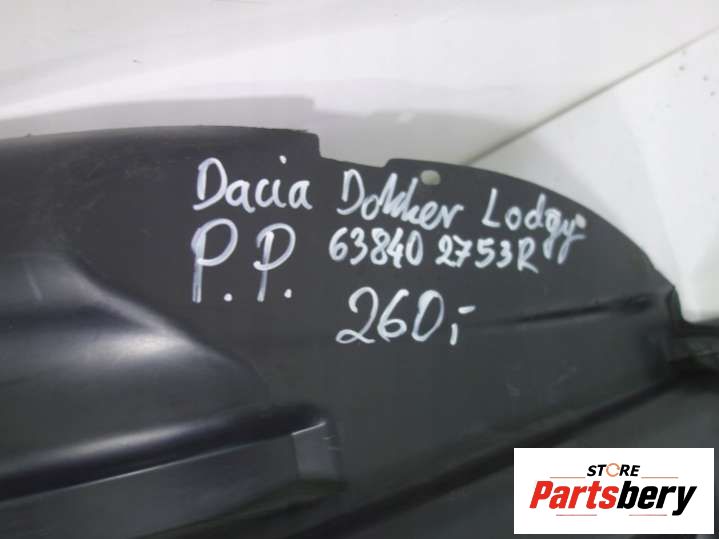 Dacia Dokker Lodgy
P.P. 63840 2753R
260,-
STORE
Partsbery